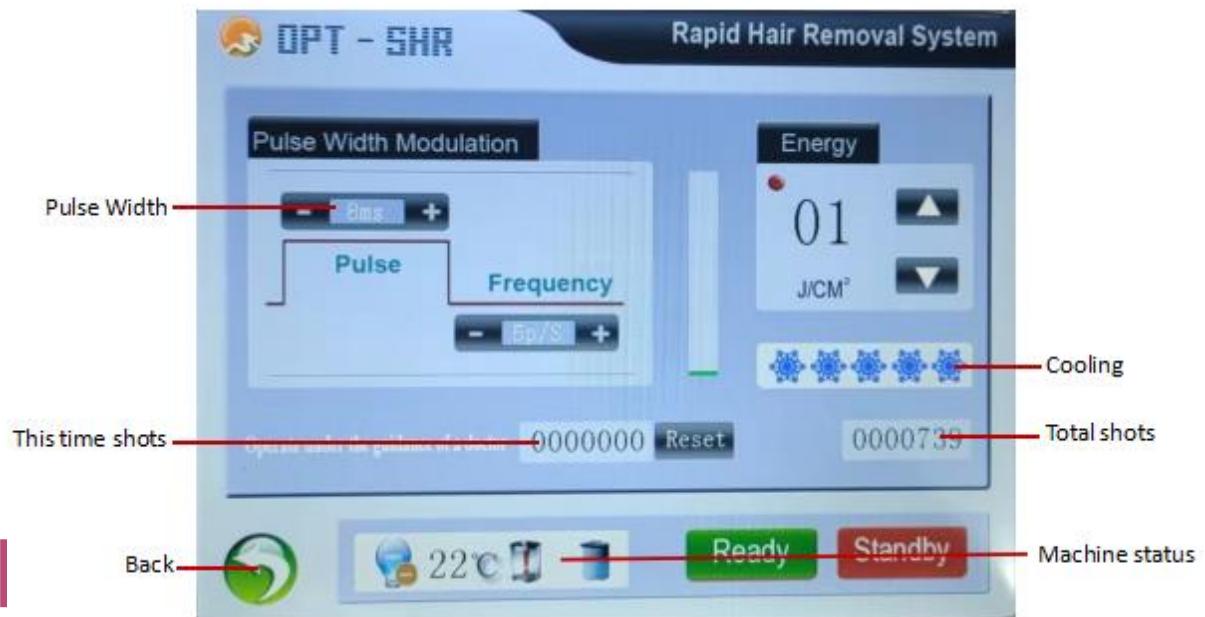 OPT - SHR
Rapid Hair Removal System
Pulse Width Modulation
Energy
Pulse Width
- 8ms +
01
Pulse
Frequency
J/CM²
- 5p/S +
Cooling
This time shots
Operate under the guidance of a doctor
0000000
Reset
0000739
Total shots
Back
22℃
Ready
Standby
Machine status